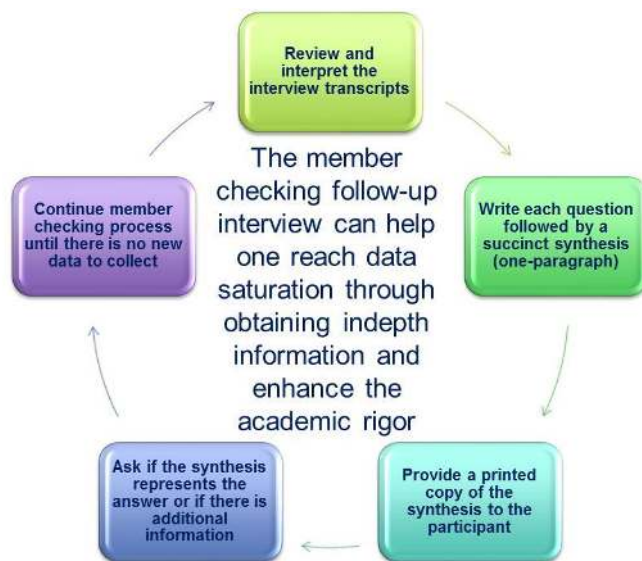 Review and
interpret the
interview transcripts
Write each question
followed by a
succinct synthesis
(one-paragraph)
Provide a printed
copy of the
synthesis to the
participant
Ask if the synthesis
represents the
answer or if there is
additional
information
Continue member
checking process
until there is no new
data to collect
The member
checking follow-up
interview can help
one reach data
saturation through
obtaining indepth
information and
enhance the
academic rigor